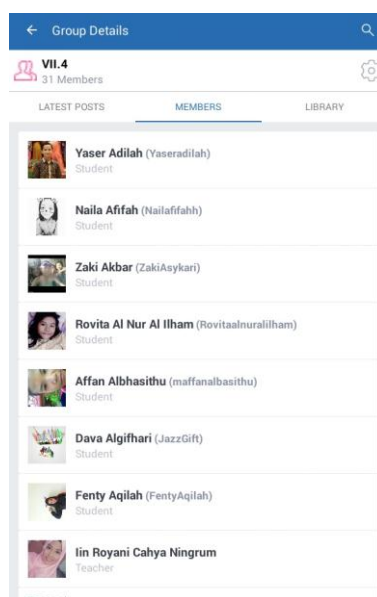 Group Details
VII.4
31 Members
LATEST POSTS
MEMBERS
LIBRARY
Yaser Adilah (Yaseradilah)
Student
Naila Afifah (Nailafifahh)
Student
Zaki Akbar (ZakiAsykari)
Student
Rovita Al Nur Al Ilham (Rovitaalnuralilham)
Student
Affan Albhasithu (maffanalbasithu)
Student
Dava Algifhari (JazzGift)
Student
Fenty Aqilah (FentyAqilah)
Student
Iin Royani Cahya Ningrum
Teacher